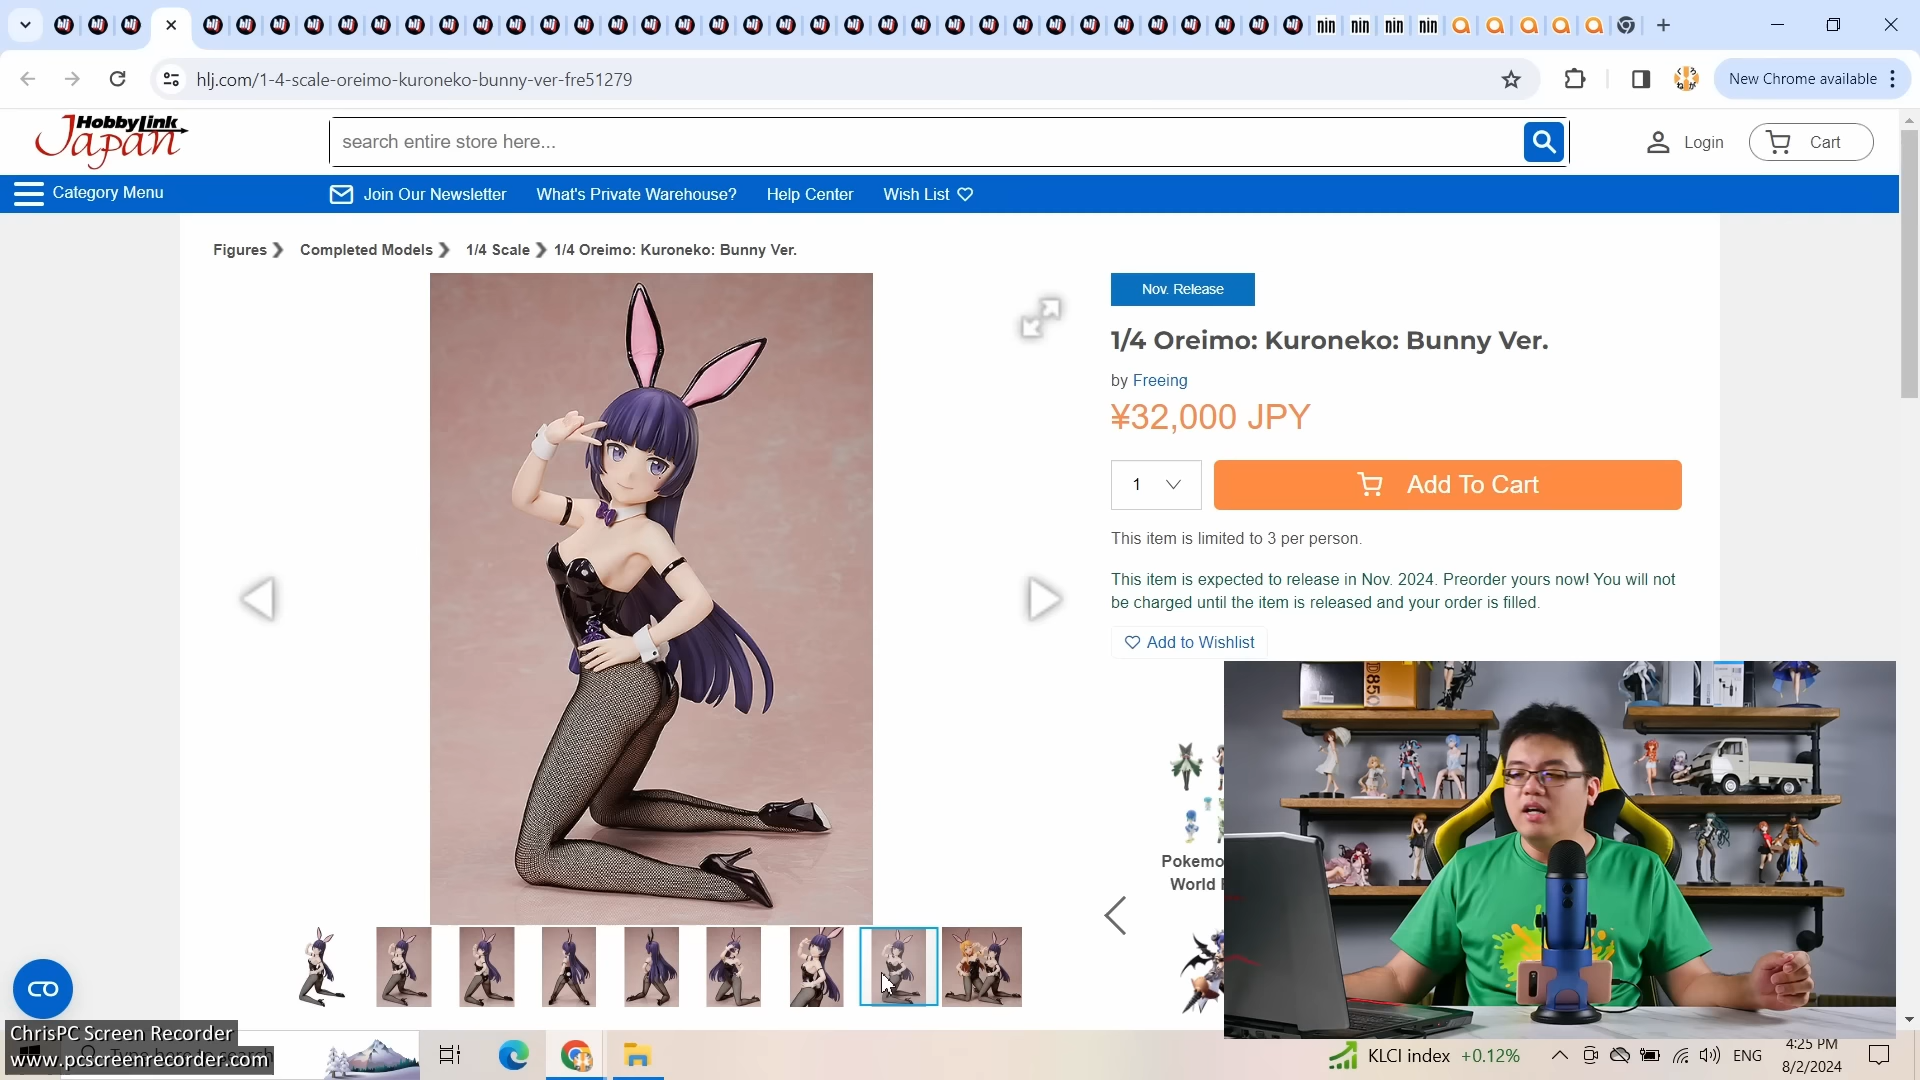 hlj.com/1-4-scale-oreimo-kuroneko-bunny-ver-fre51279
New Chrome available
HobbyLink
Japan
search entire store here...
Login
Cart
Category Menu
Join Our Newsletter
What's Private Warehouse?
Help Center
Wish List
Figures
Completed Models
1/4 Scale
1/4 Oreimo: Kuroneko: Bunny Ver.
Nov. Release
1/4 Oreimo: Kuroneko: Bunny Ver.
by Freeing
¥32,000 JPY
1
Add To Cart
This item is limited to 3 per person.
This item is expected to release in Nov. 2024. Preorder yours now! You will not
be charged until the item is released and your order is filled.
Add to Wishlist
D850
Pokemo
World
ChrisPC Screen Recorder
www.pcscreenrecorder.com
KLCI index +0.12%
ENG
4:25 PM
8/2/2024